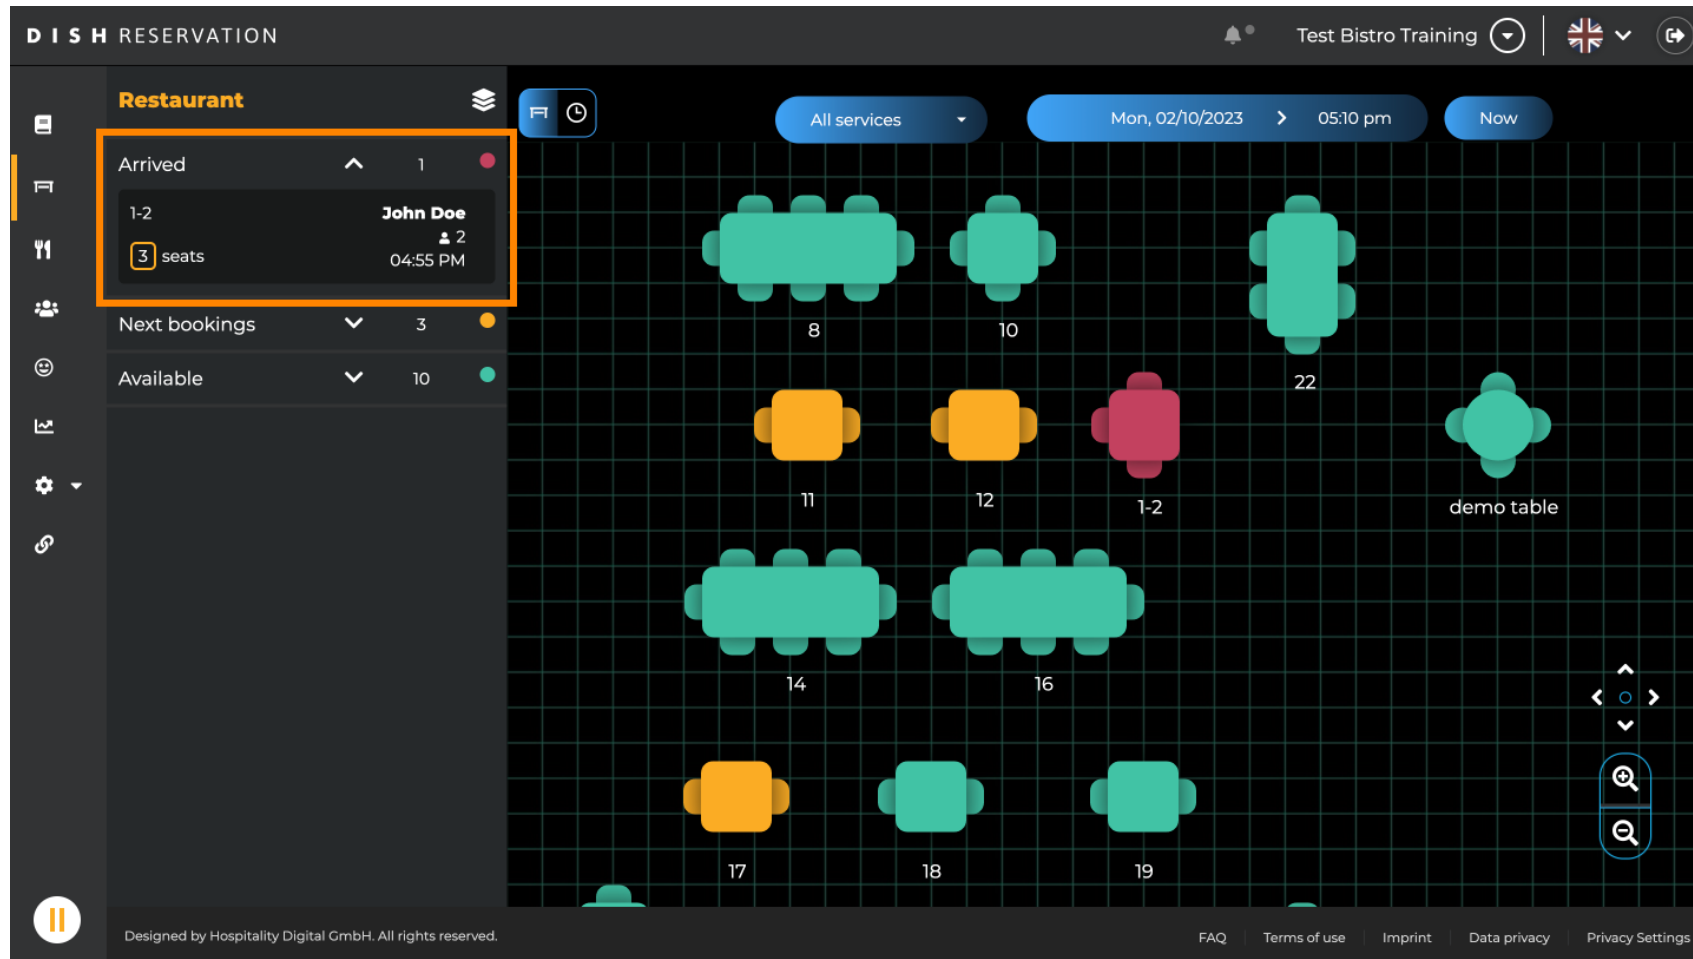 DISH RESERVATION
Test Bistro Training
Restaurant
All services
Mon, 02/10/2023
05:10 pm
Now
Arrived 1
1-2 John Doe
2
3 seats 04:55 PM
Next bookings 3
Available 10
8
10
22
11
12
1-2
demo table
14
16
17
18
19
Designed by Hospitality Digital GmbH. All rights reserved.
FAQ Terms of use Imprint Data privacy Privacy Settings